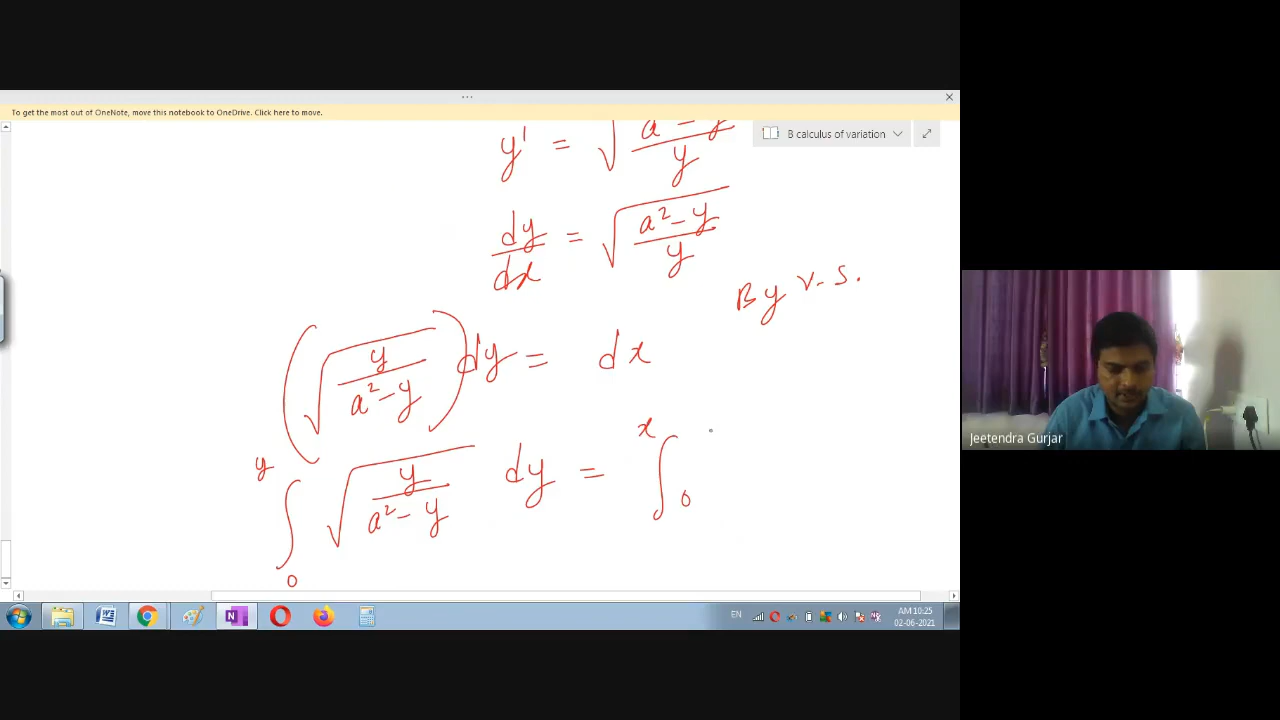 To get the most out of OneNote, move this notebook to OneDrive. Click here to move.
B calculus of variation
y' = √(a² - y / y)
dy/dx = √(a² - y / y)
By V. S.
(√(y / a² - y)) dy = dx
∫₀^y √(y / a² - y) dy = ∫₀^x
Jeetendra Gurjar
EN
AM 10:25
02-06-2021